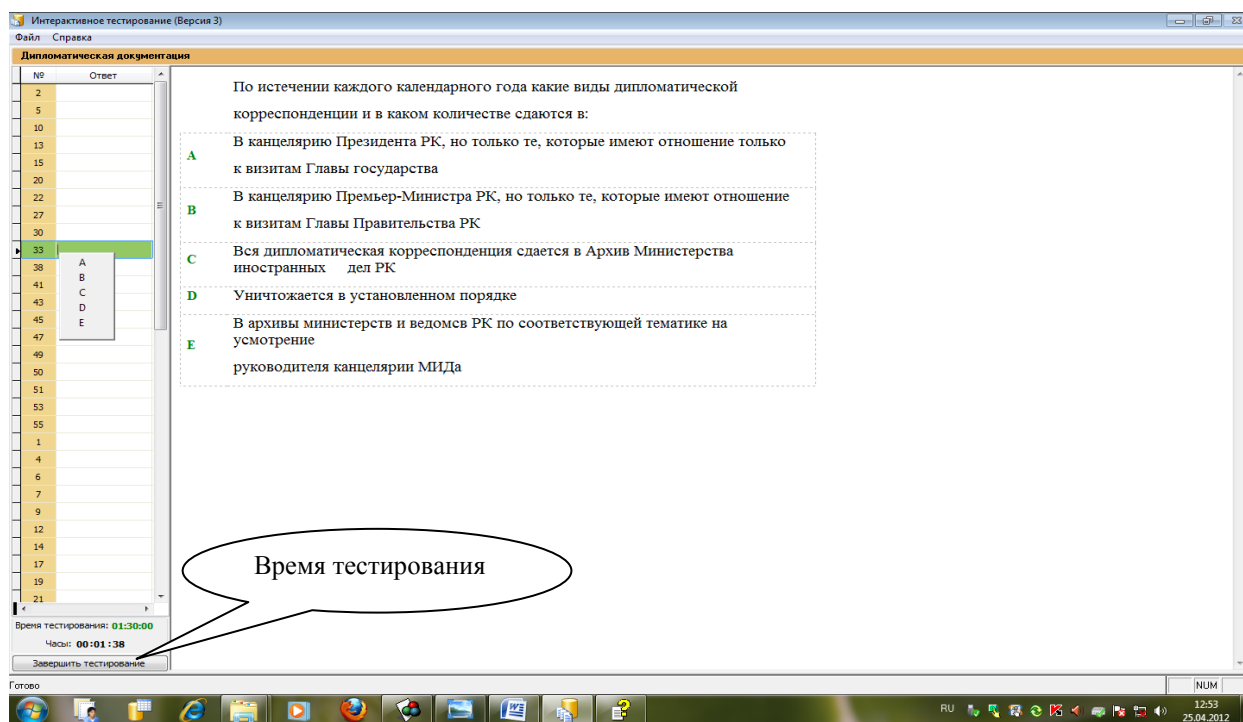 Интерактивное тестирование (Версия 3)
Файл Справка
Дипломатическая документация
№ Ответ
2
5
10
13
15
20
22
27
30
33
38
41
43
45
47
49
50
51
53
55
1
4
6
7
9
12
14
17
19
21
A
B
C
D
E
По истечении каждого календарного года какие виды дипломатической
корреспонденции и в каком количестве сдаются в:
A
В канцелярию Президента РК, но только те, которые имеют отношение только
к визитам Главы государства
B
В канцелярию Премьер-Министра РК, но только те, которые имеют отношение
к визитам Главы Правительства РК
C
Вся дипломатическая корреспонденция сдается в Архив Министерства
иностранных дел РК
D
Уничтожается в установленном порядке
E
В архивы министерств и ведомсв РК по соответствующей тематике на
усмотрение
руководителя канцелярии МИДа
Время тестирования
Время тестирования: 01:30:00
Часы: 00:01:38
Завершить тестирование
Готово
NUM
RU
12:53
25.04.2012